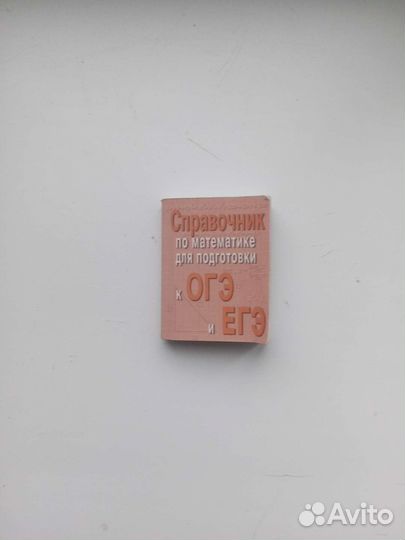 Справочник
по математике
для подготовки
к ОГЭ
и ЕГЭ
Avito